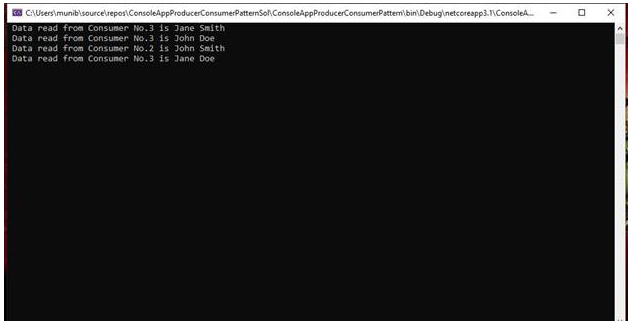 C:\Users\munib\source\repos\ConsoleAppProducerConsumerPatternSol\ConsoleAppProducerConsumerPattern\bin\Debug\netcoreapp3.1\ConsoleA...
Data read from Consumer No.3 is Jane Smith
Data read from Consumer No.3 is John Doe
Data read from Consumer No.2 is John Smith
Data read from Consumer No.3 is Jane Doe